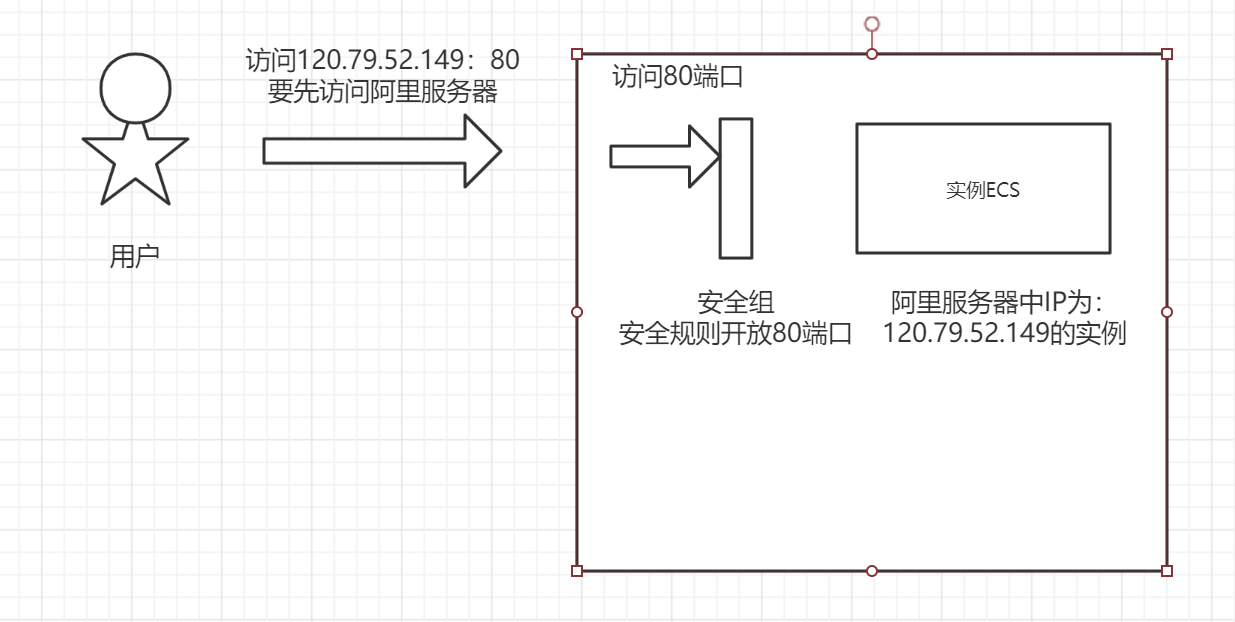 访问120.79.52.149：80
要先访问阿里服务器
用户
访问80端口
实例ECS
安全组
安全规则开放80端口
阿里服务器中IP为：
120.79.52.149的实例